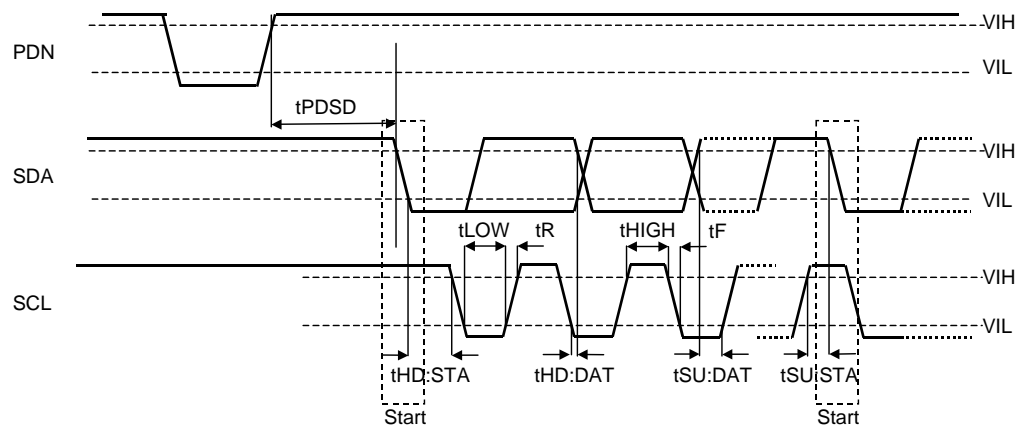 VIH
PDN
VIL
tPDSD
VIH
SDA
VIL
tLOW tR tHIGH tF
VIH
SCL
VIL
tHD:STA tHD:DAT tSU:DAT tSU:STA
Start Start